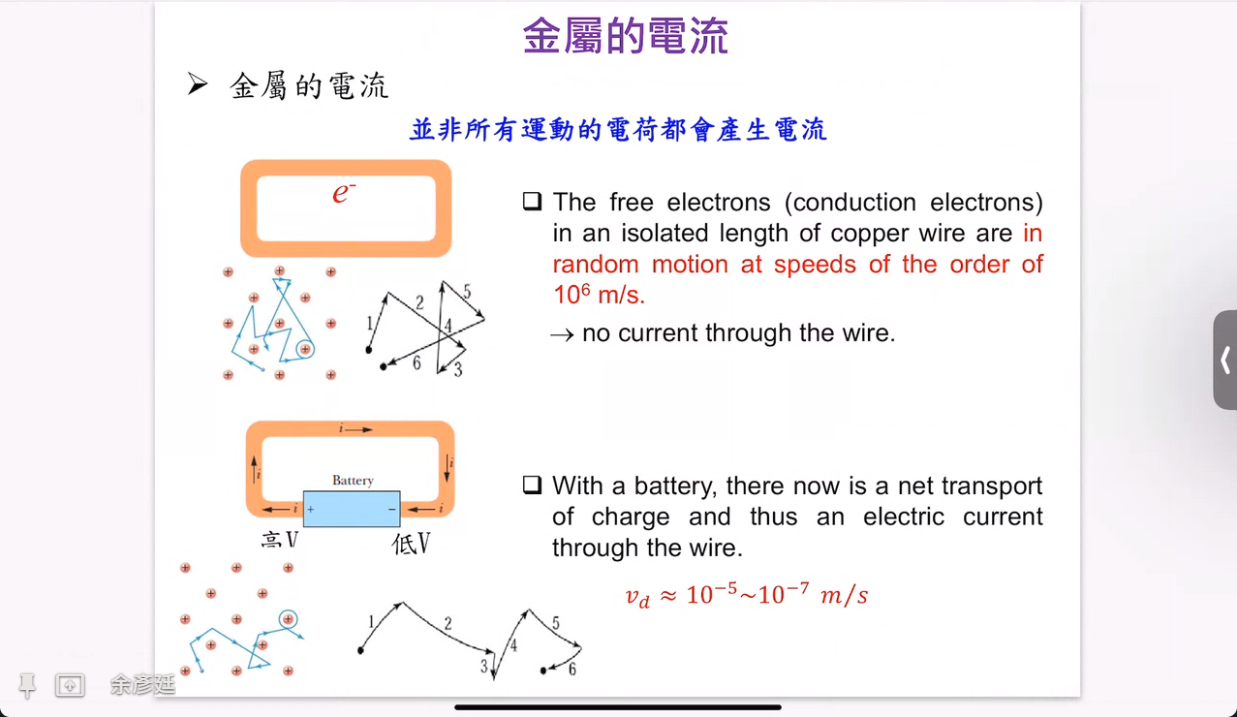 金屬的電流
➢ 金屬的電流
並非所有運動的電荷都會產生電流
e⁻
❑ The free electrons (conduction electrons)
in an isolated length of copper wire are in
random motion at speeds of the order of
10⁶ m/s.
→ no current through the wire.
1 2 3 4 5 6
i
i i
Battery
i + − i
高V 低V
❑ With a battery, there now is a net transport
of charge and thus an electric current
through the wire.
v_d ≈ 10⁻⁵~10⁻⁷ m/s
1 2 3 4 5 6
余彥廷